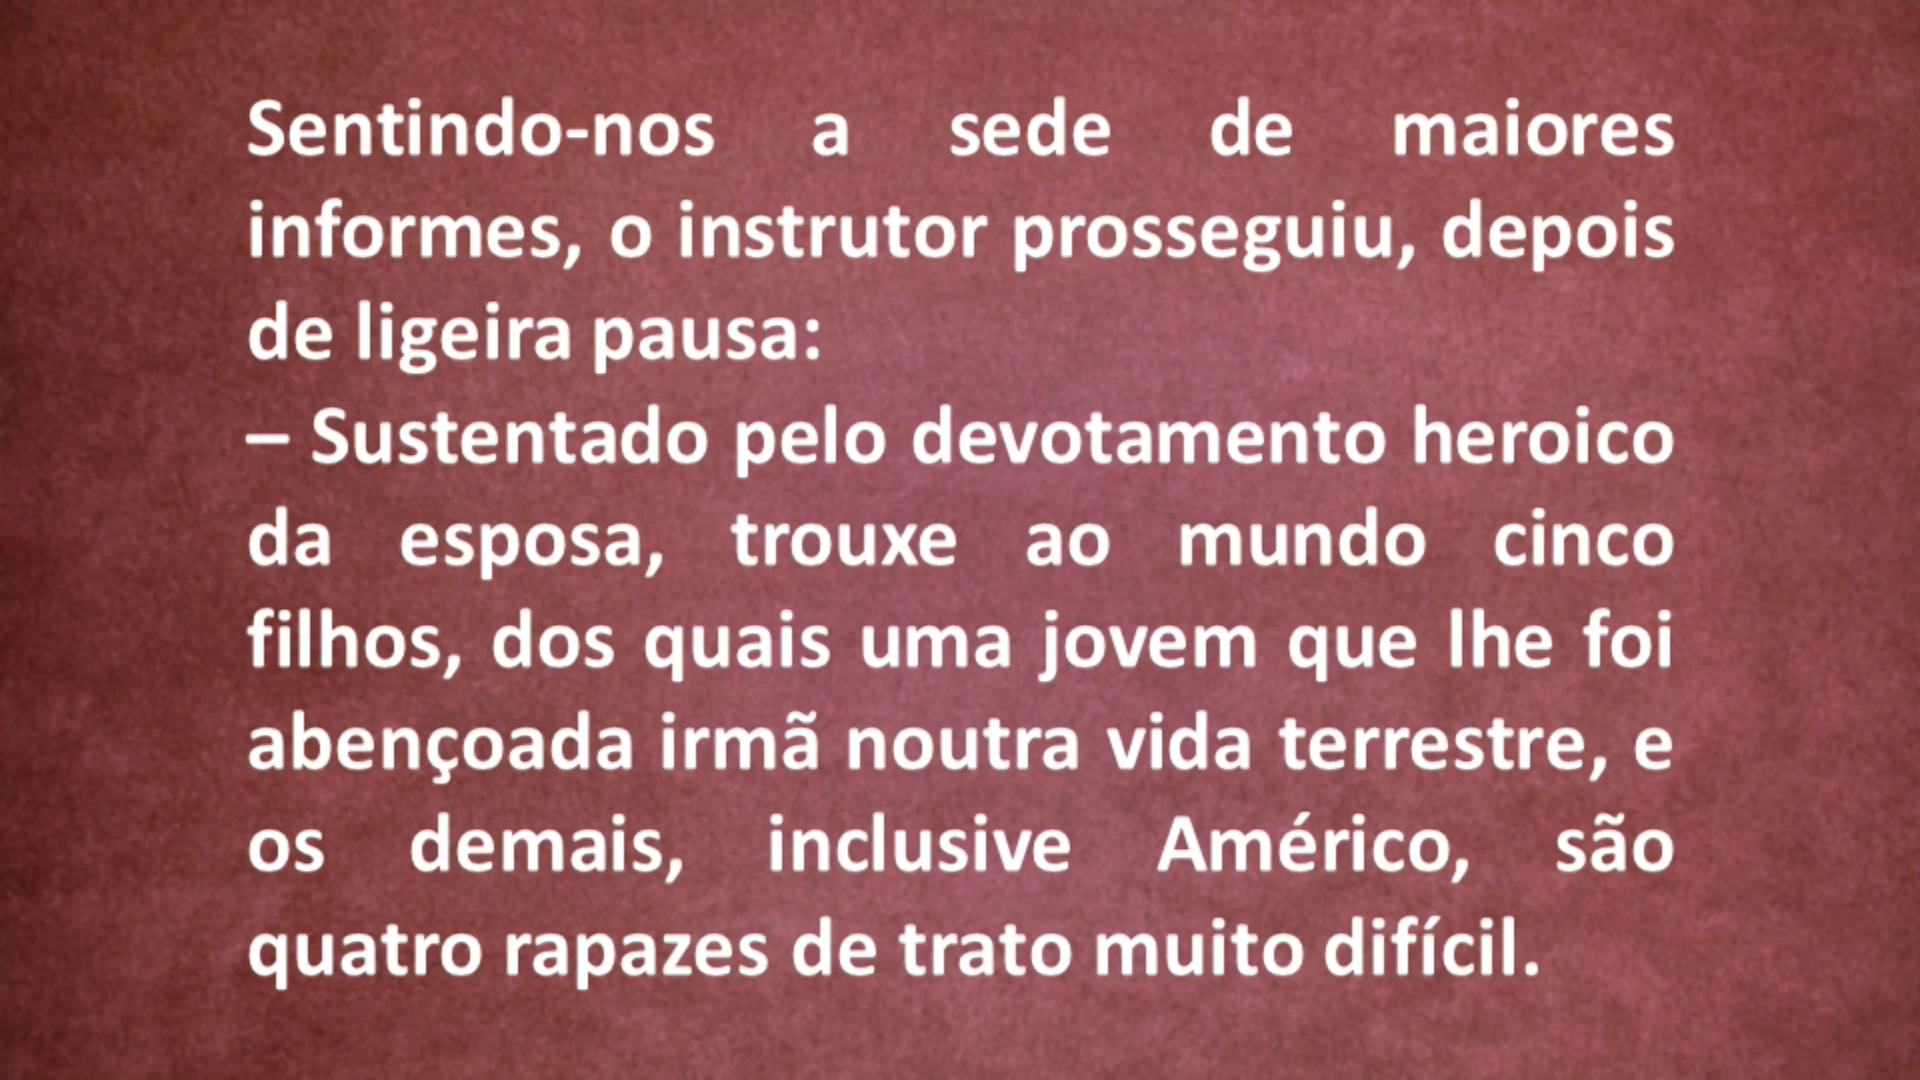 Sentindo-nos a sede de maiores
informes, o instrutor prosseguiu, depois
de ligeira pausa:
– Sustentado pelo devotamento heroico
da esposa, trouxe ao mundo cinco
filhos, dos quais uma jovem que lhe foi
abençoada irmã noutra vida terrestre, e
os demais, inclusive Américo, são
quatro rapazes de trato muito difícil.